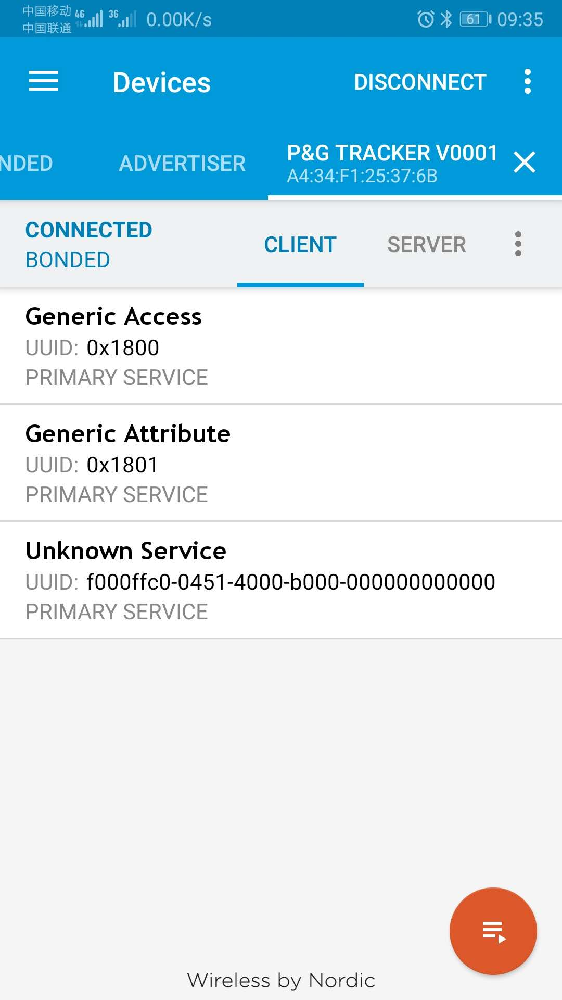 中国移动 4G 3G 0.00K/s 61 09:35
中国联通
Devices DISCONNECT
NDED ADVERTISER P&G TRACKER V0001
A4:34:F1:25:37:6B
CONNECTED
BONDED
CLIENT SERVER
Generic Access
UUID: 0x1800
PRIMARY SERVICE
Generic Attribute
UUID: 0x1801
PRIMARY SERVICE
Unknown Service
UUID: f000ffc0-0451-4000-b000-000000000000
PRIMARY SERVICE
Wireless by Nordic